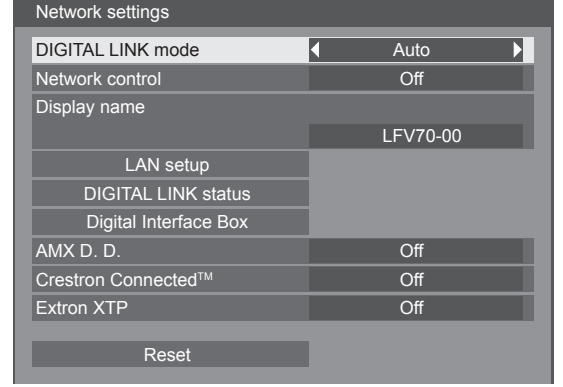 Network settings
DIGITAL LINK mode Auto
Network control Off
Display name
LFV70-00
LAN setup
DIGITAL LINK status
Digital Interface Box
AMX D. D. Off
Crestron Connected™ Off
Extron XTP Off
Reset